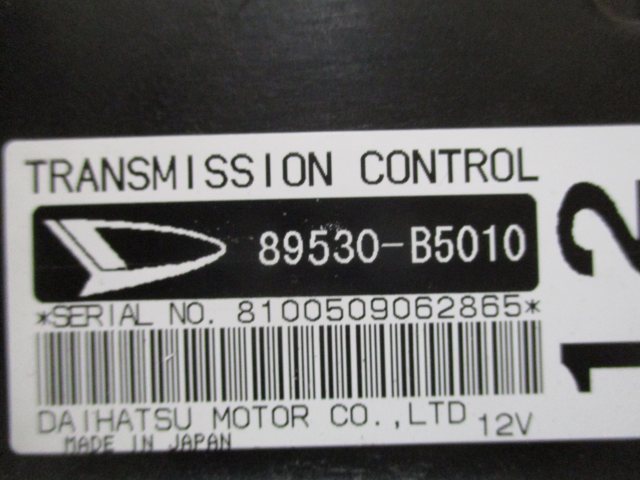 TRANSMISSION CONTROL
89530-B5010
*SERIAL NO. 8100509062865*
DAIHATSU MOTOR CO.,LTD 12V
MADE IN JAPAN
12